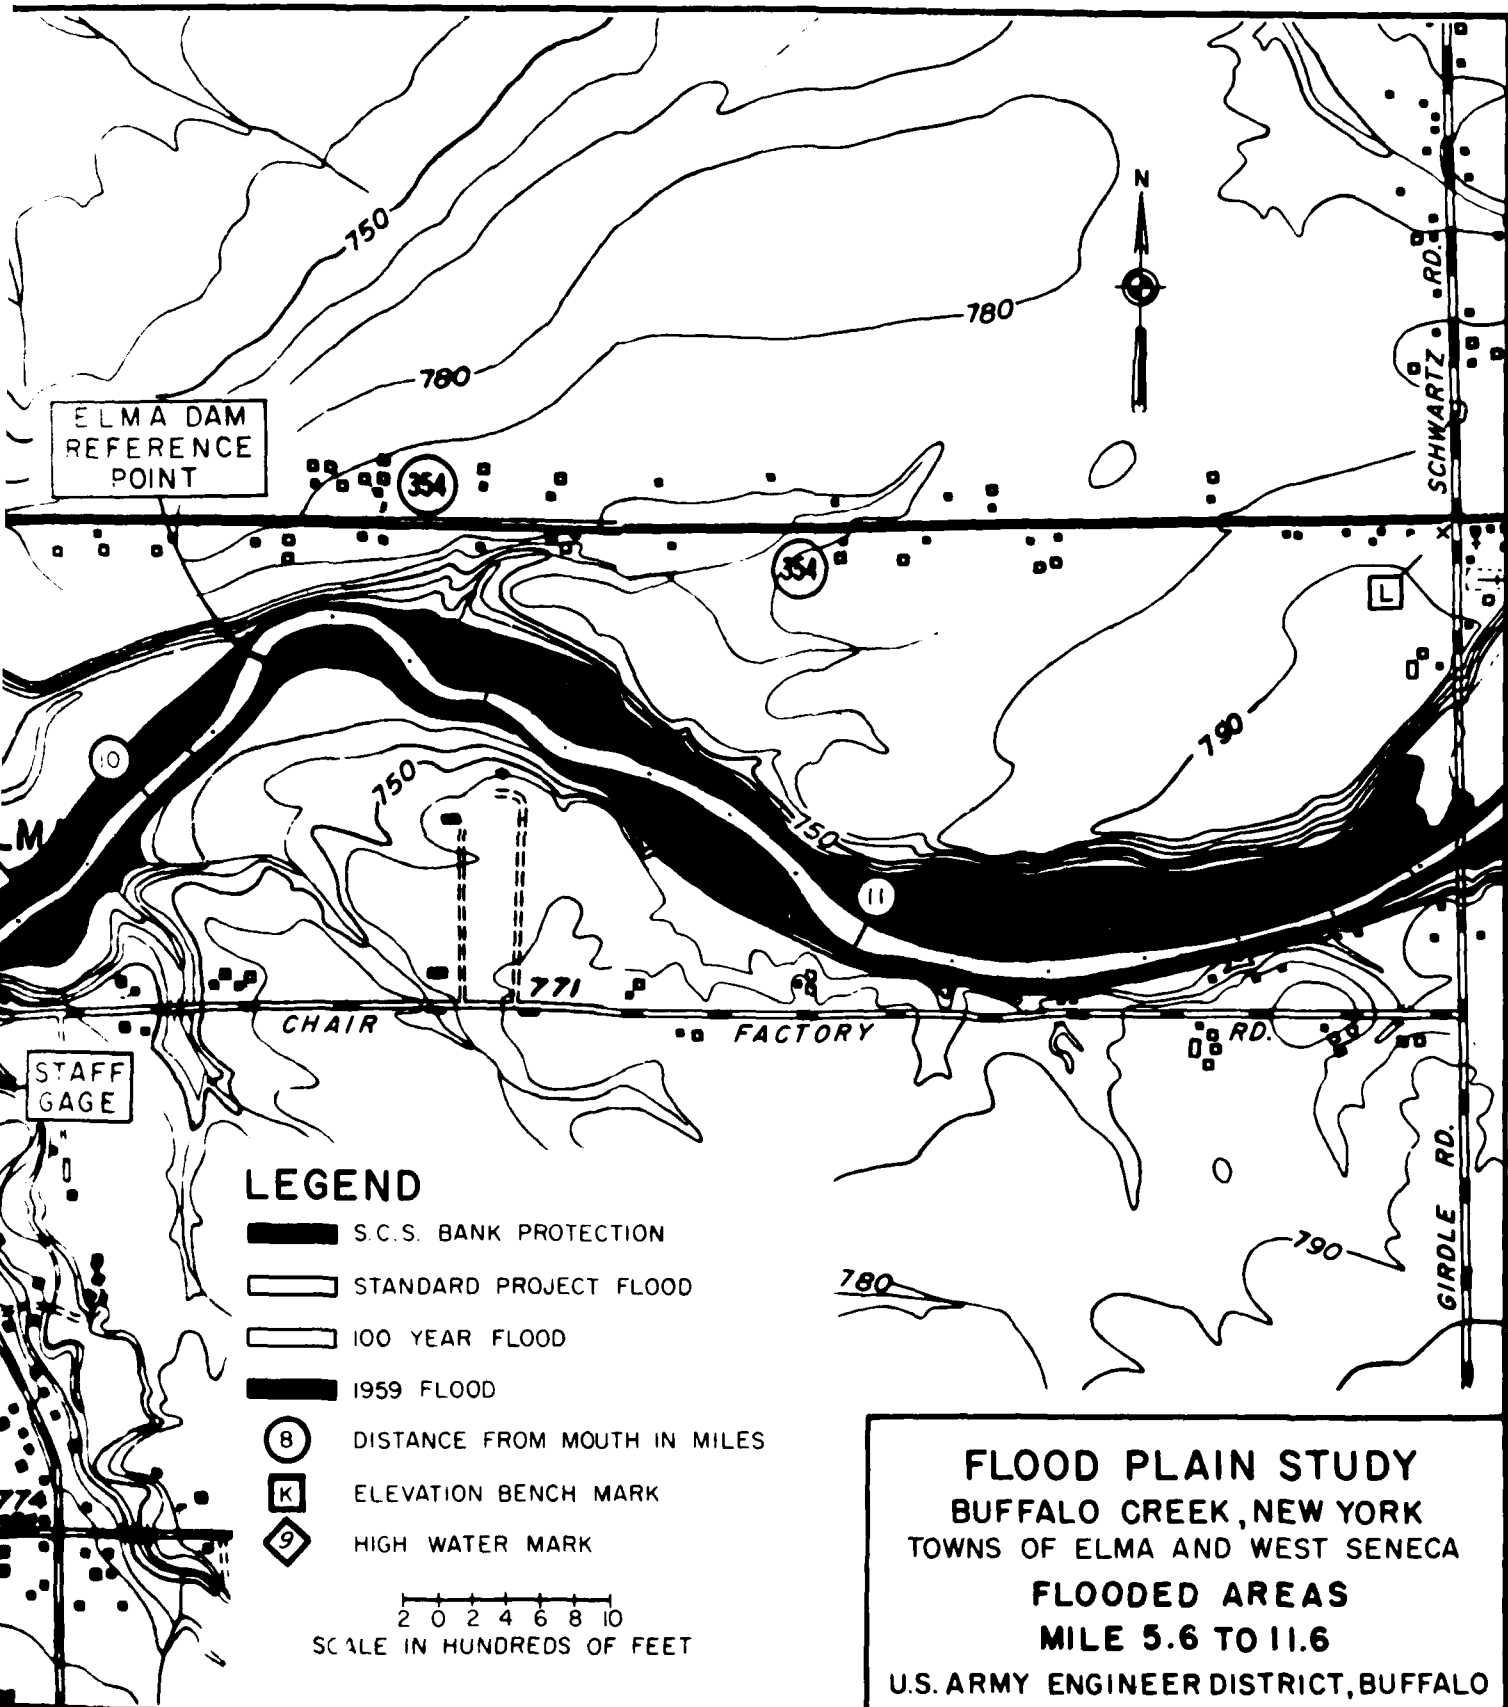 N
750
780
780
SCHWARTZ RD.
ELMA DAM
REFERENCE
POINT
354
354
L
790
10
750
750
11
771
CHAIR FACTORY RD.
STAFF
GAGE
GIRDLE RD.
790
780
LEGEND
S.C.S. BANK PROTECTION
STANDARD PROJECT FLOOD
100 YEAR FLOOD
1959 FLOOD
8 DISTANCE FROM MOUTH IN MILES
K ELEVATION BENCH MARK
9 HIGH WATER MARK
774
2 0 2 4 6 8 10
SCALE IN HUNDREDS OF FEET
FLOOD PLAIN STUDY
BUFFALO CREEK, NEW YORK
TOWNS OF ELMA AND WEST SENECA
FLOODED AREAS
MILE 5.6 TO 11.6
U.S. ARMY ENGINEER DISTRICT, BUFFALO